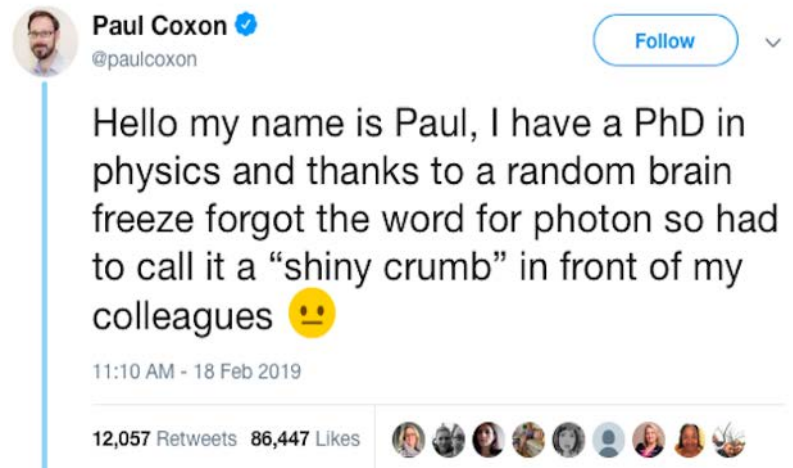 Paul Coxon
@paulcoxon
Follow
Hello my name is Paul, I have a PhD in
physics and thanks to a random brain
freeze forgot the word for photon so had
to call it a “shiny crumb” in front of my
colleagues 😐
11:10 AM - 18 Feb 2019
12,057 Retweets 86,447 Likes